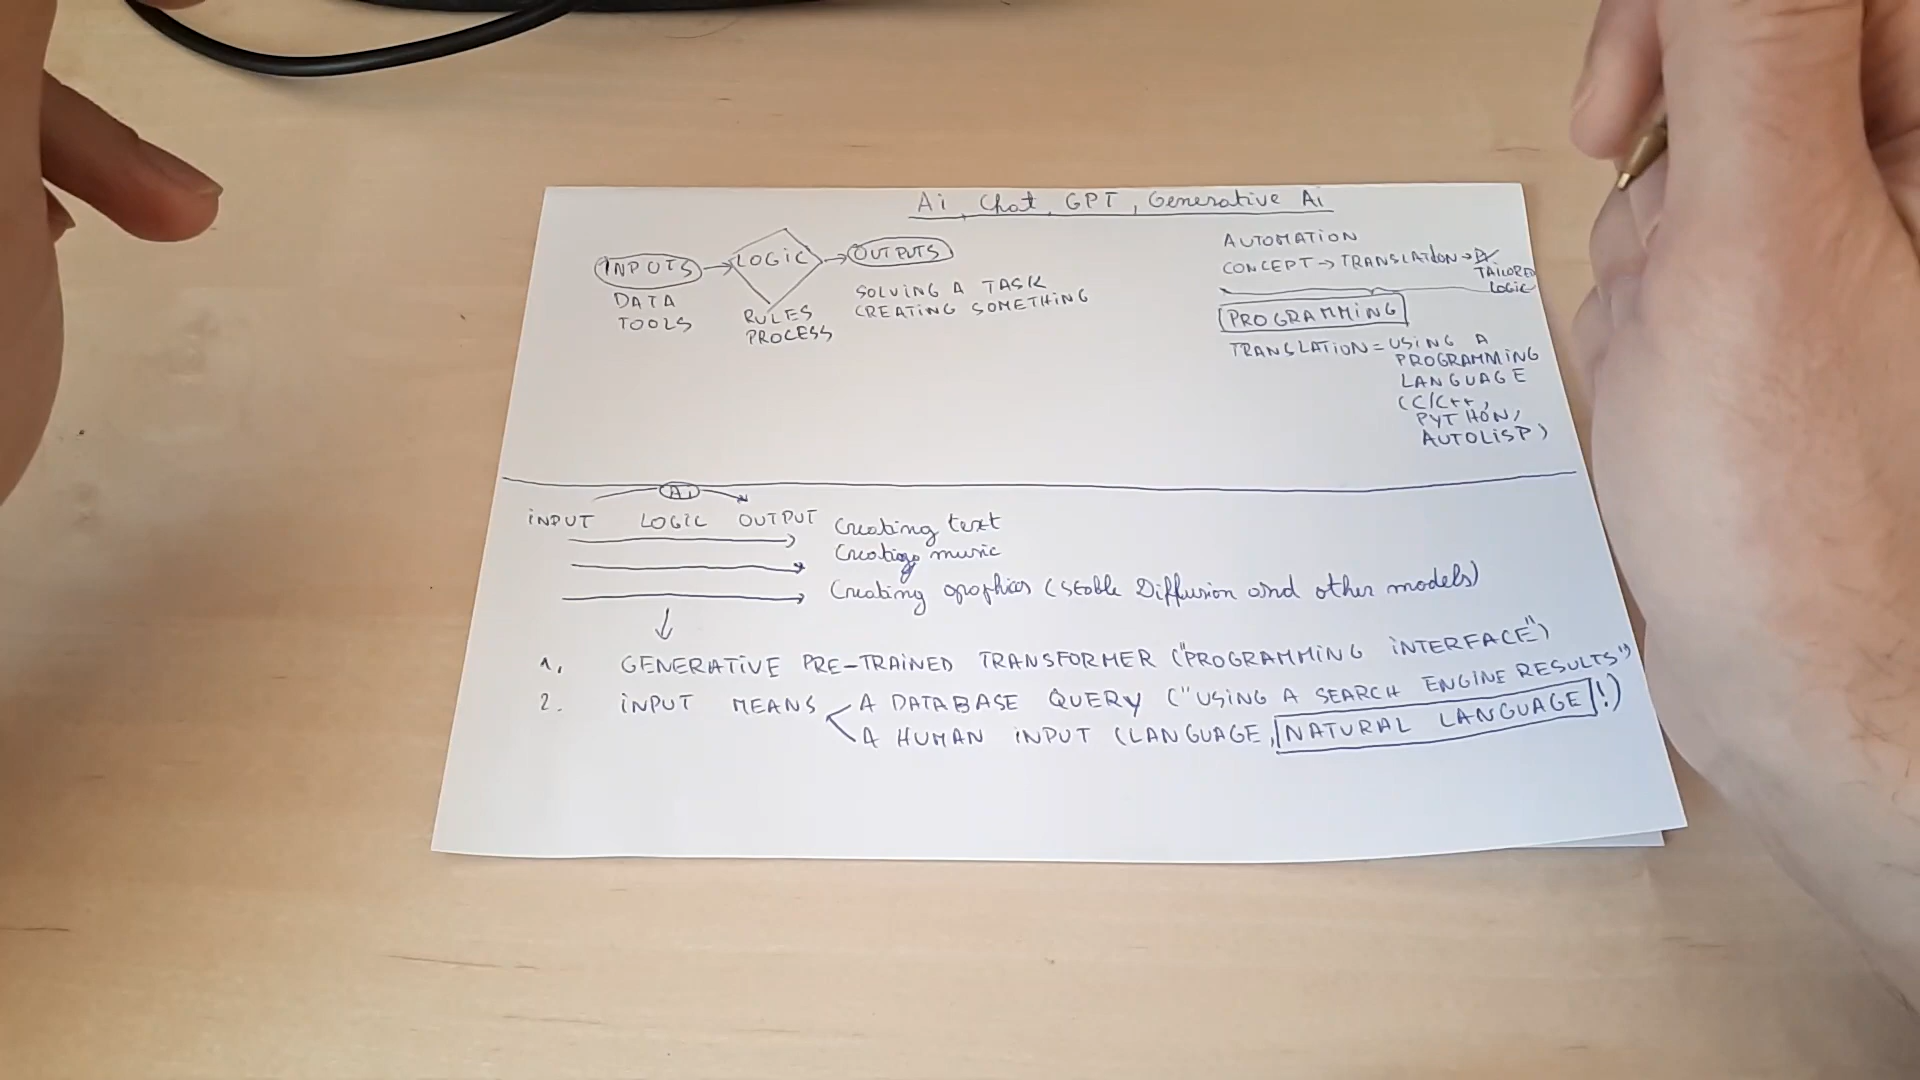 Ai, Chat, GPT, Generative Ai
INPUTS → LOGIC → OUTPUTS
DATA
TOOLS
RULES
PROCESS
SOLVING A TASK
CREATING SOMETHING
AUTOMATION
CONCEPT → TRANSLATION →
TAILORED
LOGIC
PROGRAMMING
TRANSLATION = USING A
PROGRAMMING
LANGUAGE
(C/C++,
PYTHON,
AUTOLISP)
Ai
INPUT LOGIC OUTPUT
Creating text
Creating music
Creating graphics (Stable Diffusion and other models)
1. GENERATIVE PRE-TRAINED TRANSFORMER ("PROGRAMMING INTERFACE")
2. INPUT MEANS A DATABASE QUERY ("USING A SEARCH ENGINE RESULTS")
A HUMAN INPUT (LANGUAGE, NATURAL LANGUAGE!)